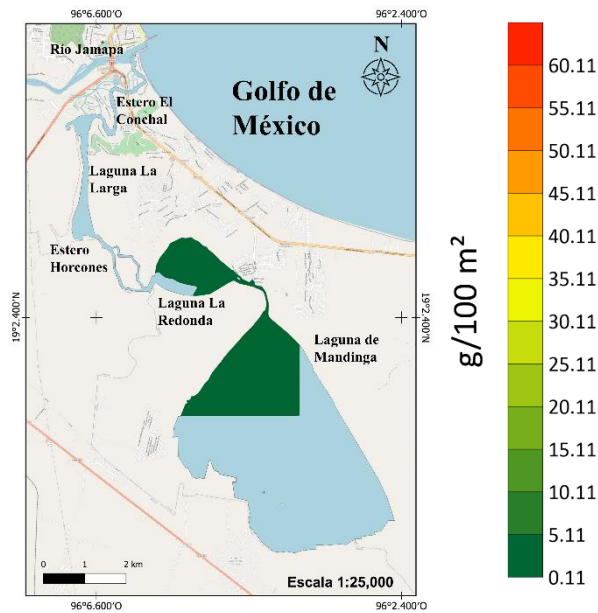 96°6.600'O
96°2.400'O
Río Jamapa
N
Estero El
Conchal
Golfo de
México
Laguna La
Larga
Estero
Horcones
Laguna La
Redonda
Laguna de
Mandinga
19°2.400'N
19°2.400'N
0
1
2 km
Escala 1:25,000
96°6.600'O
96°2.400'O
g/100 m²
60.11
55.11
50.11
45.11
40.11
35.11
30.11
25.11
20.11
15.11
10.11
5.11
0.11